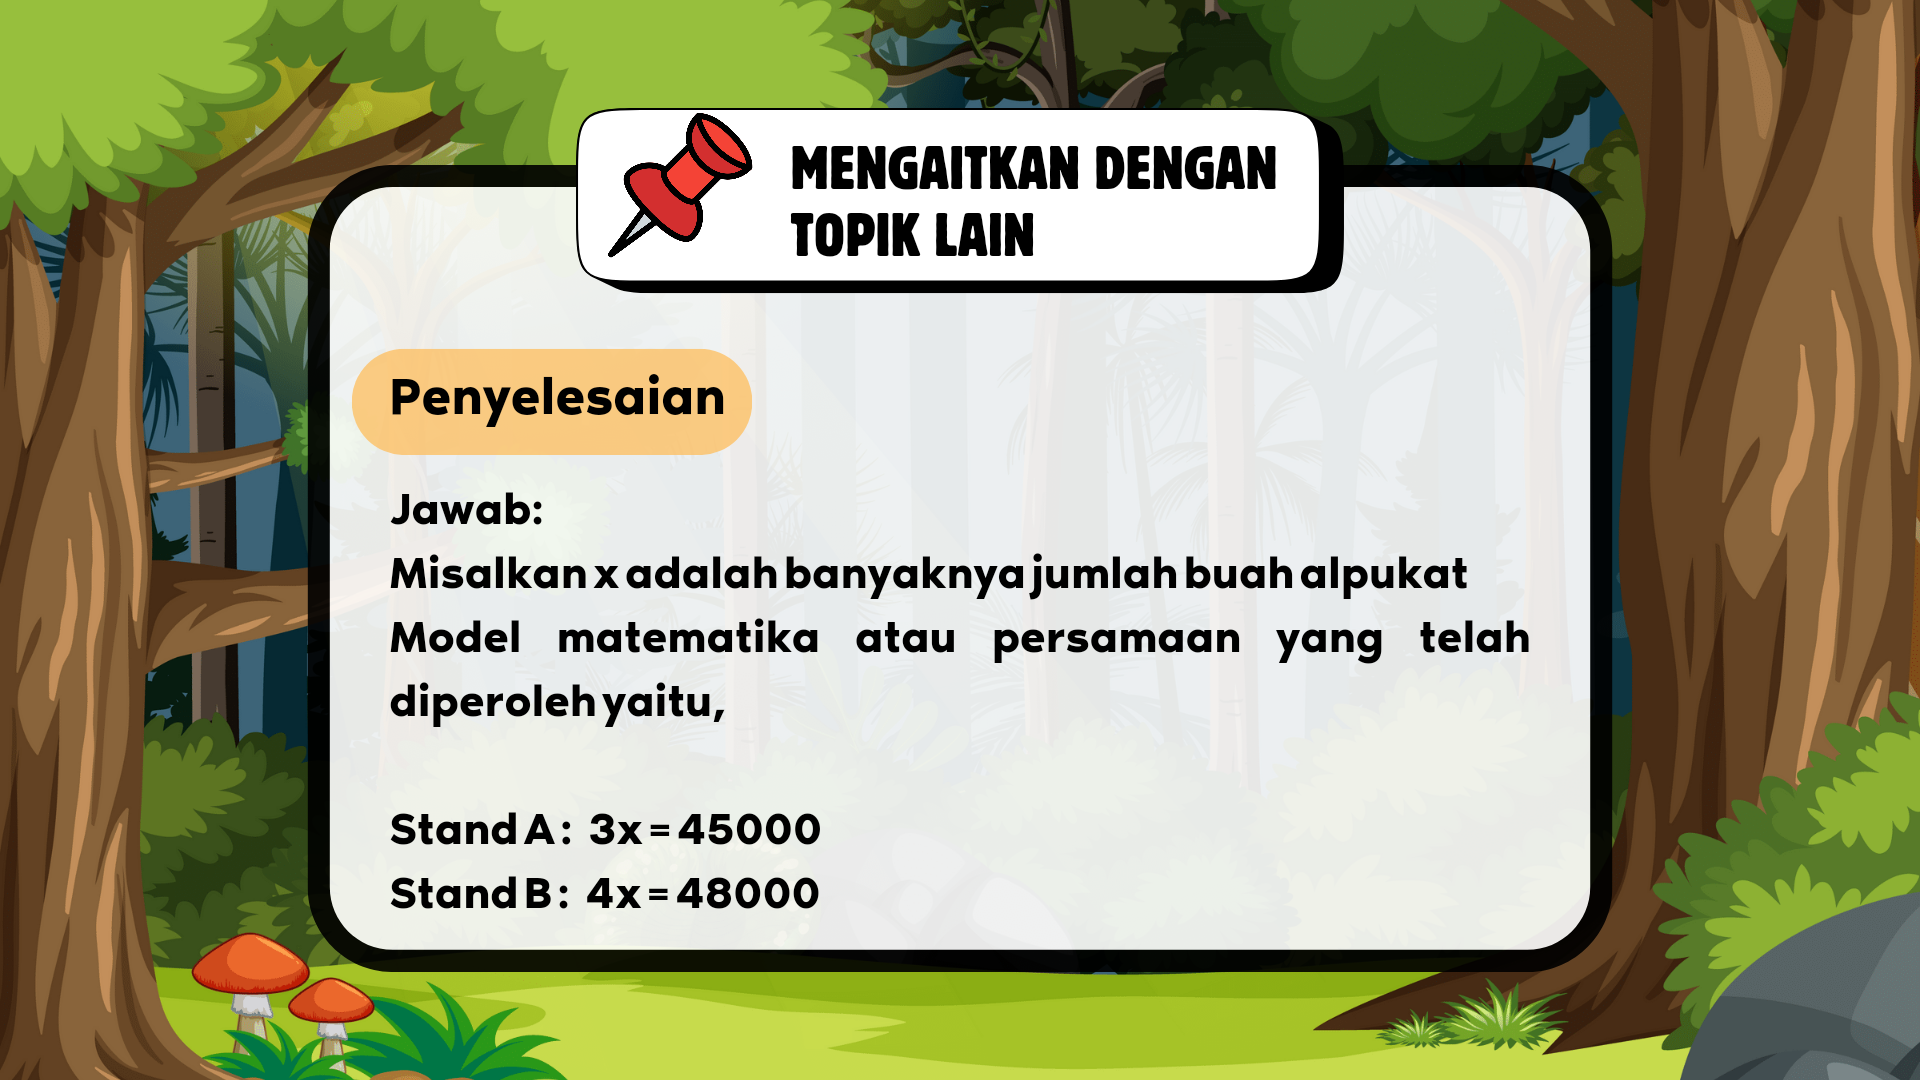 MENGAITKAN DENGAN
TOPIK LAIN
Penyelesaian
Jawab:
Misalkan x adalah banyaknya jumlah buah alpukat
Model matematika atau persamaan yang telah
diperoleh yaitu,
Stand A : 3x = 45000
Stand B : 4x = 48000